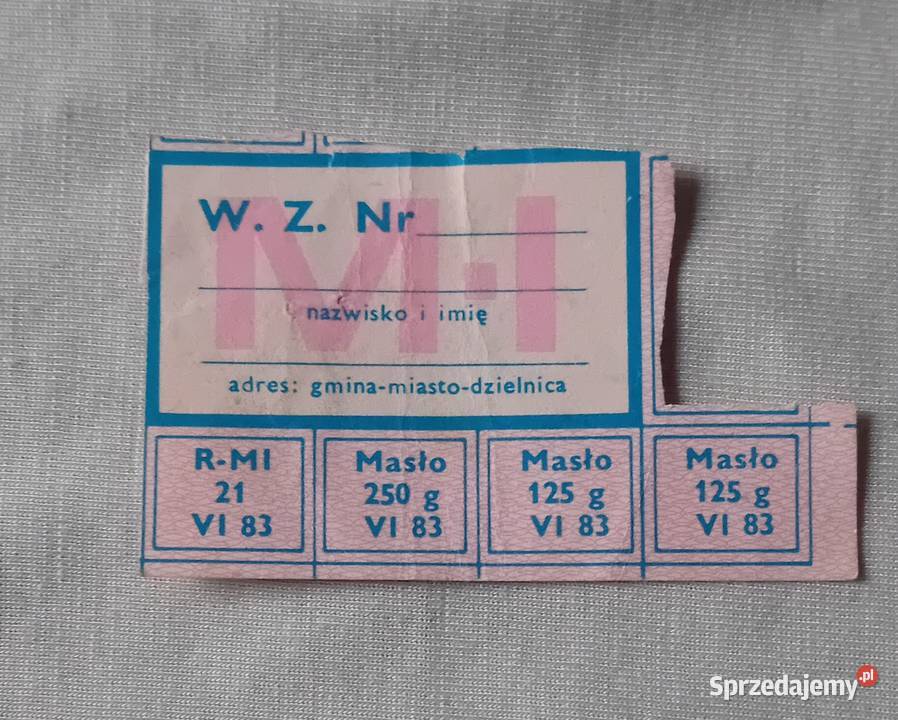 M-I
W. Z. Nr
nazwisko i imię
adres: gmina-miasto-dzielnica
R-MI
21
VI 83
Masło
250 g
VI 83
Masło
125 g
VI 83
Masło
125 g
VI 83
Sprzedajemy.pl